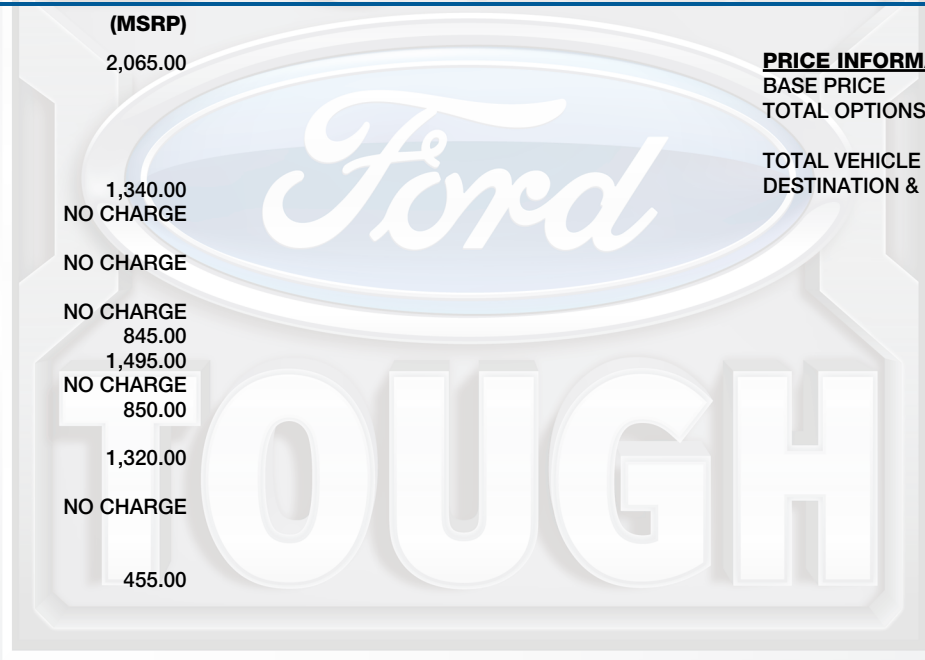 (MSRP)
2,065.00
1,340.00
NO CHARGE
NO CHARGE
NO CHARGE
845.00
1,495.00
NO CHARGE
850.00
1,320.00
NO CHARGE
455.00
PRICE INFORMA
BASE PRICE
TOTAL OPTIONS
TOTAL VEHICLE
DESTINATION &
Ford
TOUGH